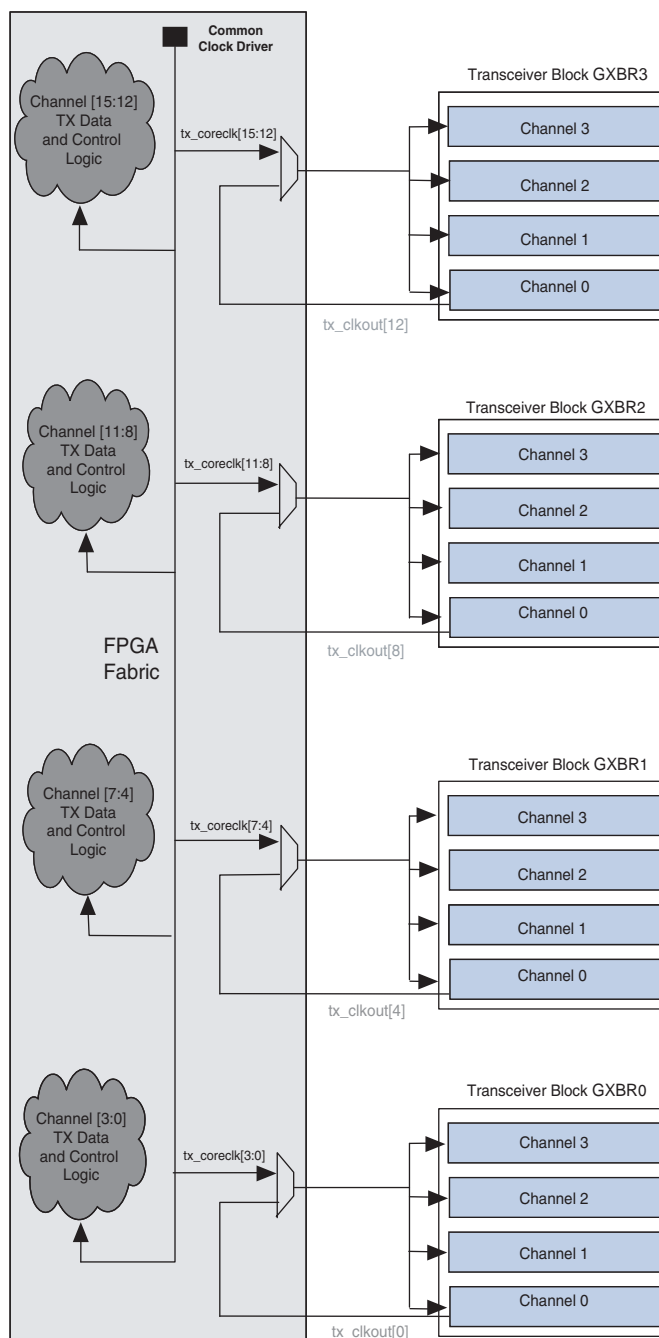 Common
Clock Driver
Transceiver Block GXBR3
Channel [15:12]
TX Data
and Control
Logic
tx_coreclk[15:12]
Channel 3
Channel 2
Channel 1
Channel 0
tx_clkout[12]
Transceiver Block GXBR2
Channel [11:8]
TX Data
and Control
Logic
tx_coreclk[11:8]
Channel 3
Channel 2
Channel 1
Channel 0
tx_clkout[8]
FPGA
Fabric
Transceiver Block GXBR1
Channel [7:4]
TX Data
and Control
Logic
tx_coreclk[7:4]
Channel 3
Channel 2
Channel 1
Channel 0
tx_clkout[4]
Transceiver Block GXBR0
Channel [3:0]
TX Data
and Control
Logic
tx_coreclk[3:0]
Channel 3
Channel 2
Channel 1
Channel 0
tx_clkout[0]